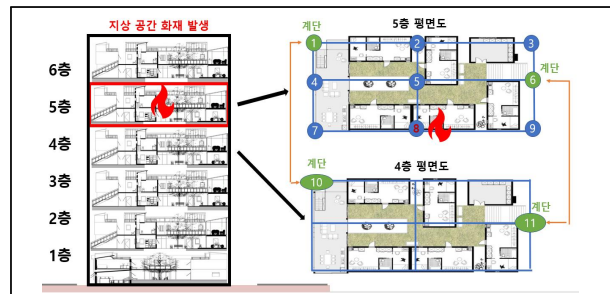 지상 공간 화재 발생
6층
5층
4층
3층
2층
1층
5층 평면도
계단
1
2
3
계단
4
5
6
7
8
9
4층 평면도
계단
10
계단
11